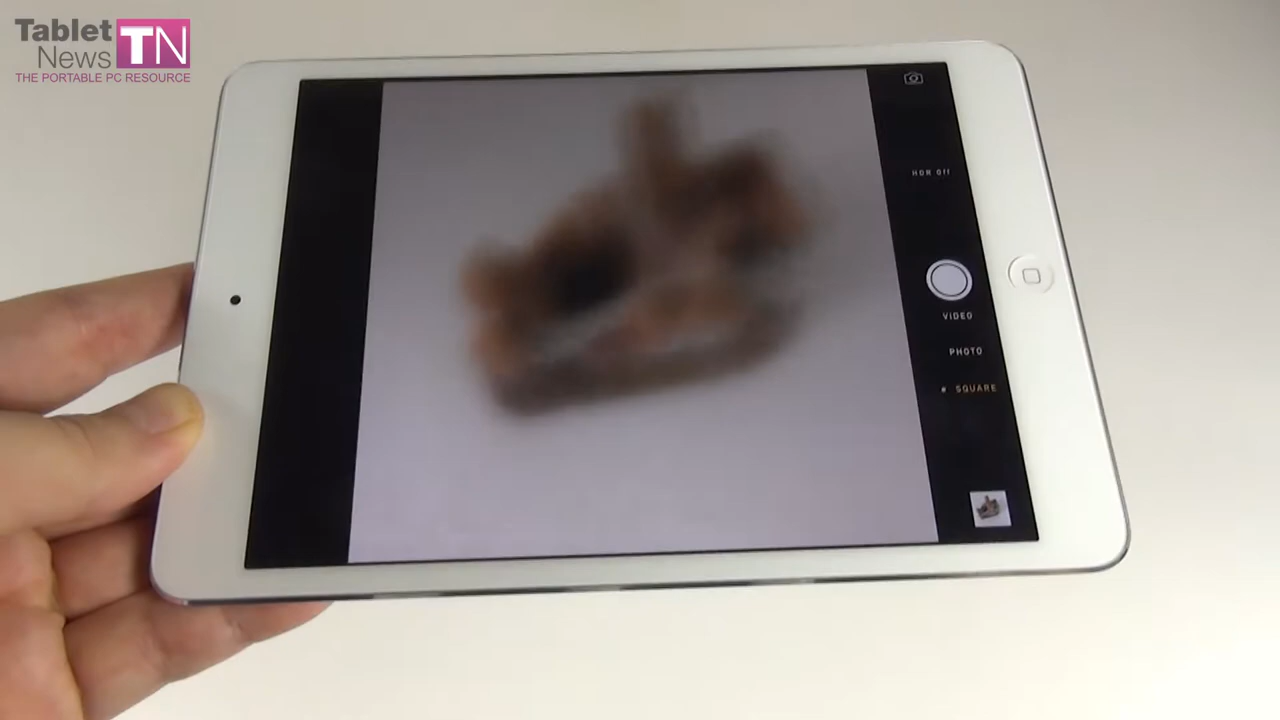 Tablet
News TN
THE PORTABLE PC RESOURCE
HDR Off
VIDEO
PHOTO
SQUARE